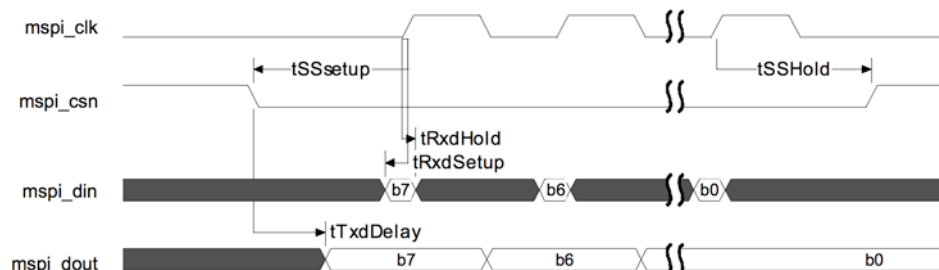 mspi_clk
tSSsetup
tSSHold
mspi_csn
tRxdHold
tRxdSetup
mspi_din
b7
b6
b0
tTxdDelay
mspi_dout
b7
b6
b0